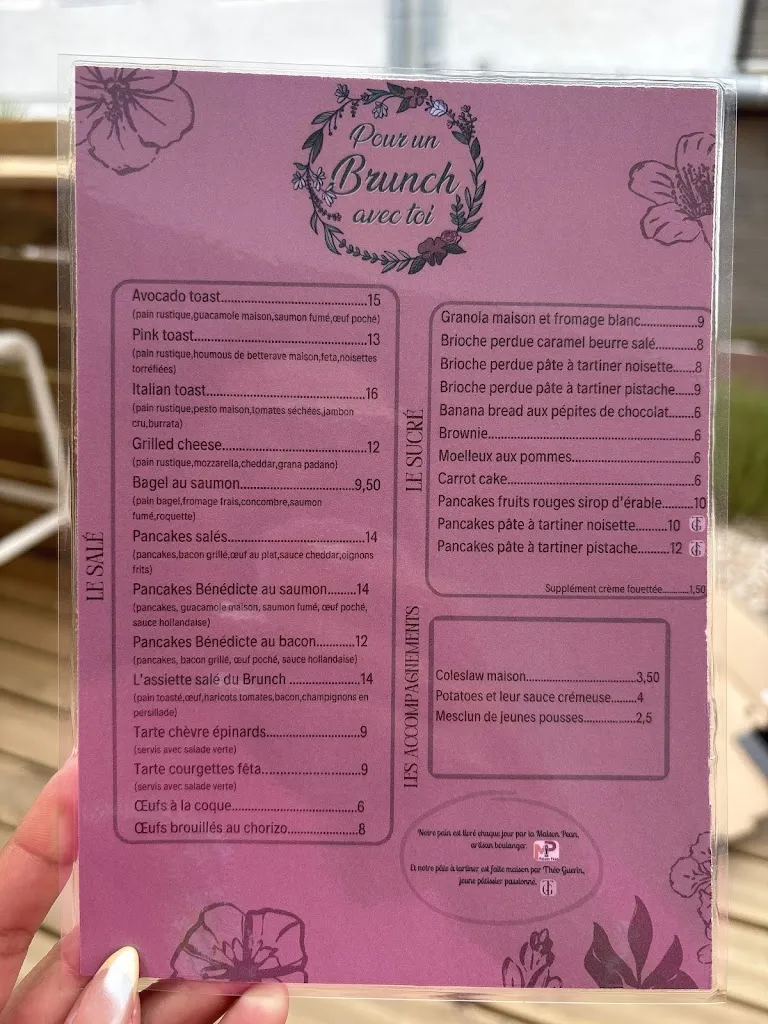 Pour un
Brunch
avec toi
LE SALÉ
Avocado toast..................................15
(pain rustique,guacamole maison,saumon fumé,œuf poché)
Pink toast........................................13
(pain rustique,houmous de betterave maison,feta,noisettes
torréfiées)
Italian toast.....................................16
(pain rustique,pesto maison,tomates séchées,jambon
cru,burrata)
Grilled cheese.................................12
(pain rustique,mozzarella,cheddar,grana padano)
Bagel au saumon.........................9,50
(pain bagel,fromage frais,concombre,saumon
fumé,roquette)
Pancakes salés................................14
(pancakes,bacon grillé,œuf au plat,sauce cheddar,oignons
frits)
Pancakes Bénédicte au saumon.........14
(pancakes, guacamole maison, saumon fumé, œuf poché,
sauce hollandaise)
Pancakes Bénédicte au bacon...........12
(pancakes, bacon grillé, œuf poché, sauce hollandaise)
L'assiette salé du Brunch .................14
(pain toasté,œuf,haricots tomates,bacon,champignons en
persillade)
Tarte chèvre épinards.......................9
(servis avec salade verte)
Tarte courgettes fêta.........................9
(servis avec salade verte)
Œufs à la coque................................6
Œufs brouillés au chorizo..................8
LE SUCRÉ
Granola maison et fromage blanc.............9
Brioche perdue caramel beurre salé.........8
Brioche perdue pâte à tartiner noisette.....8
Brioche perdue pâte à tartiner pistache....9
Banana bread aux pépites de chocolat......6
Brownie................................................6
Moelleux aux pommes............................6
Carrot cake...........................................6
Pancakes fruits rouges sirop d'érable.......10
Pancakes pâte à tartiner noisette..........10 TG
Pancakes pâte à tartiner pistache.........12 TG
Supplément crème fouettée.............1,50
LES ACCOMPAGNEMENTS
Coleslaw maison............................3,50
Potatoes et leur sauce crémeuse......4
Mesclun de jeunes pousses............2,5
Notre pain est livré chaque jour par la Maison Pean,
artisan boulanger. MP
Et notre pâte à tartiner est faite maison par Théo Guerin,
jeune pâtissier passionné. TG